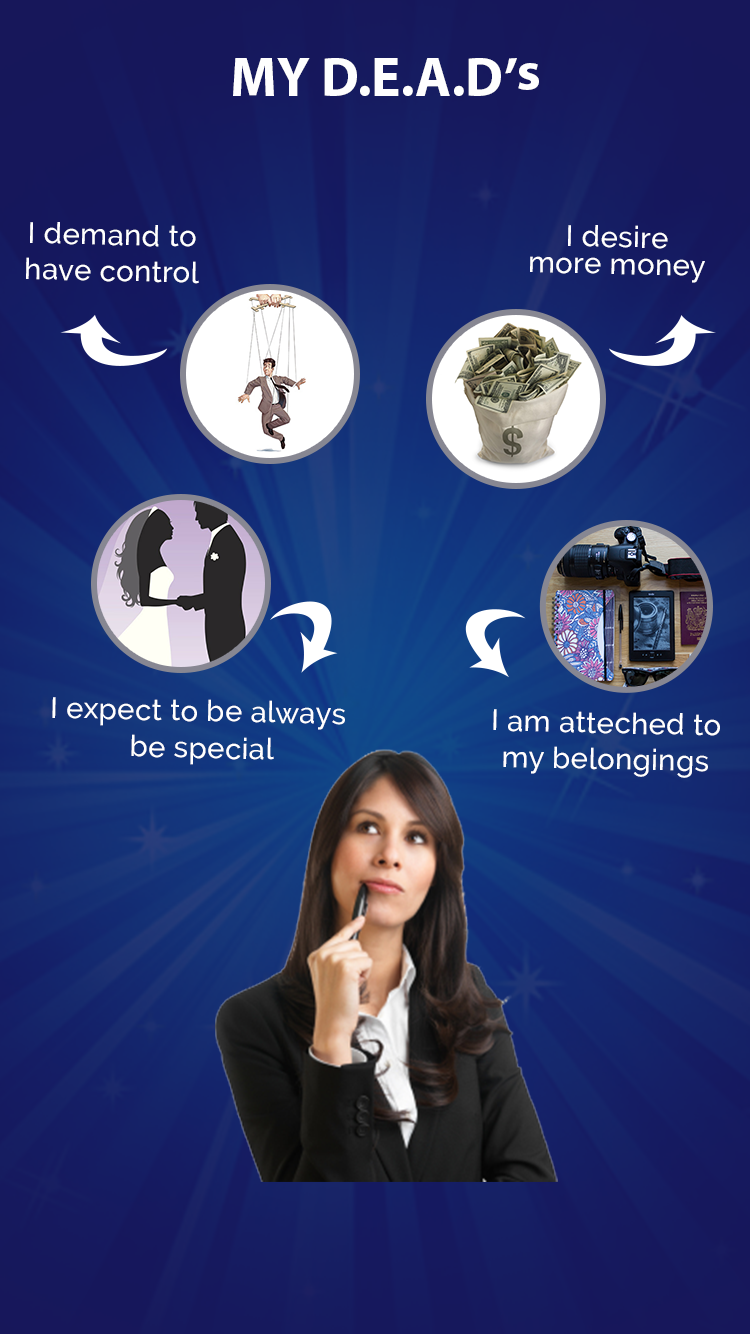 MY D.E.A.D’s
I demand to
have control
I desire
more money
$
I expect to be always
be special
I am atteched to
my belongings